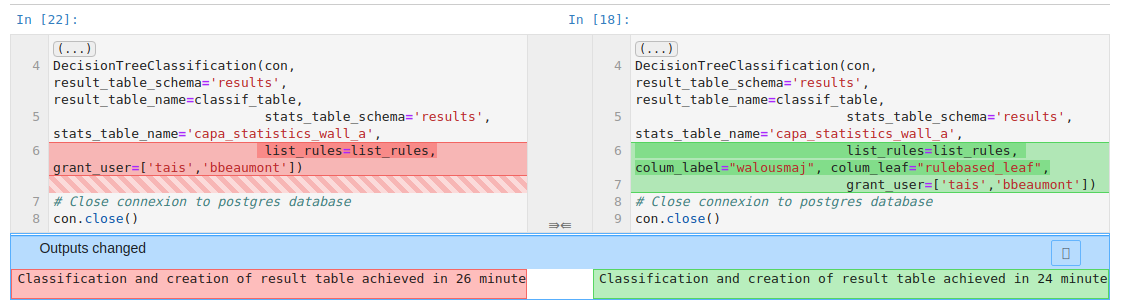 In [22]:
(...)
4 DecisionTreeClassification(con,
result_table_schema='results',
result_table_name=classif_table,
5 stats_table_schema='results',
stats_table_name='capa_statistics_wall_a',
6 list_rules=list_rules,
grant_user=['tais','bbeaumont'])
7 # Close connexion to postgres database
8 con.close()
In [18]:
(...)
4 DecisionTreeClassification(con,
result_table_schema='results',
result_table_name=classif_table,
5 stats_table_schema='results',
stats_table_name='capa_statistics_wall_a',
6 list_rules=list_rules,
colum_label="walousmaj", colum_leaf="rulebased_leaf",
7 grant_user=['tais','bbeaumont'])
8 # Close connexion to postgres database
9 con.close()
Outputs changed
Classification and creation of result table achieved in 26 minute
Classification and creation of result table achieved in 24 minute